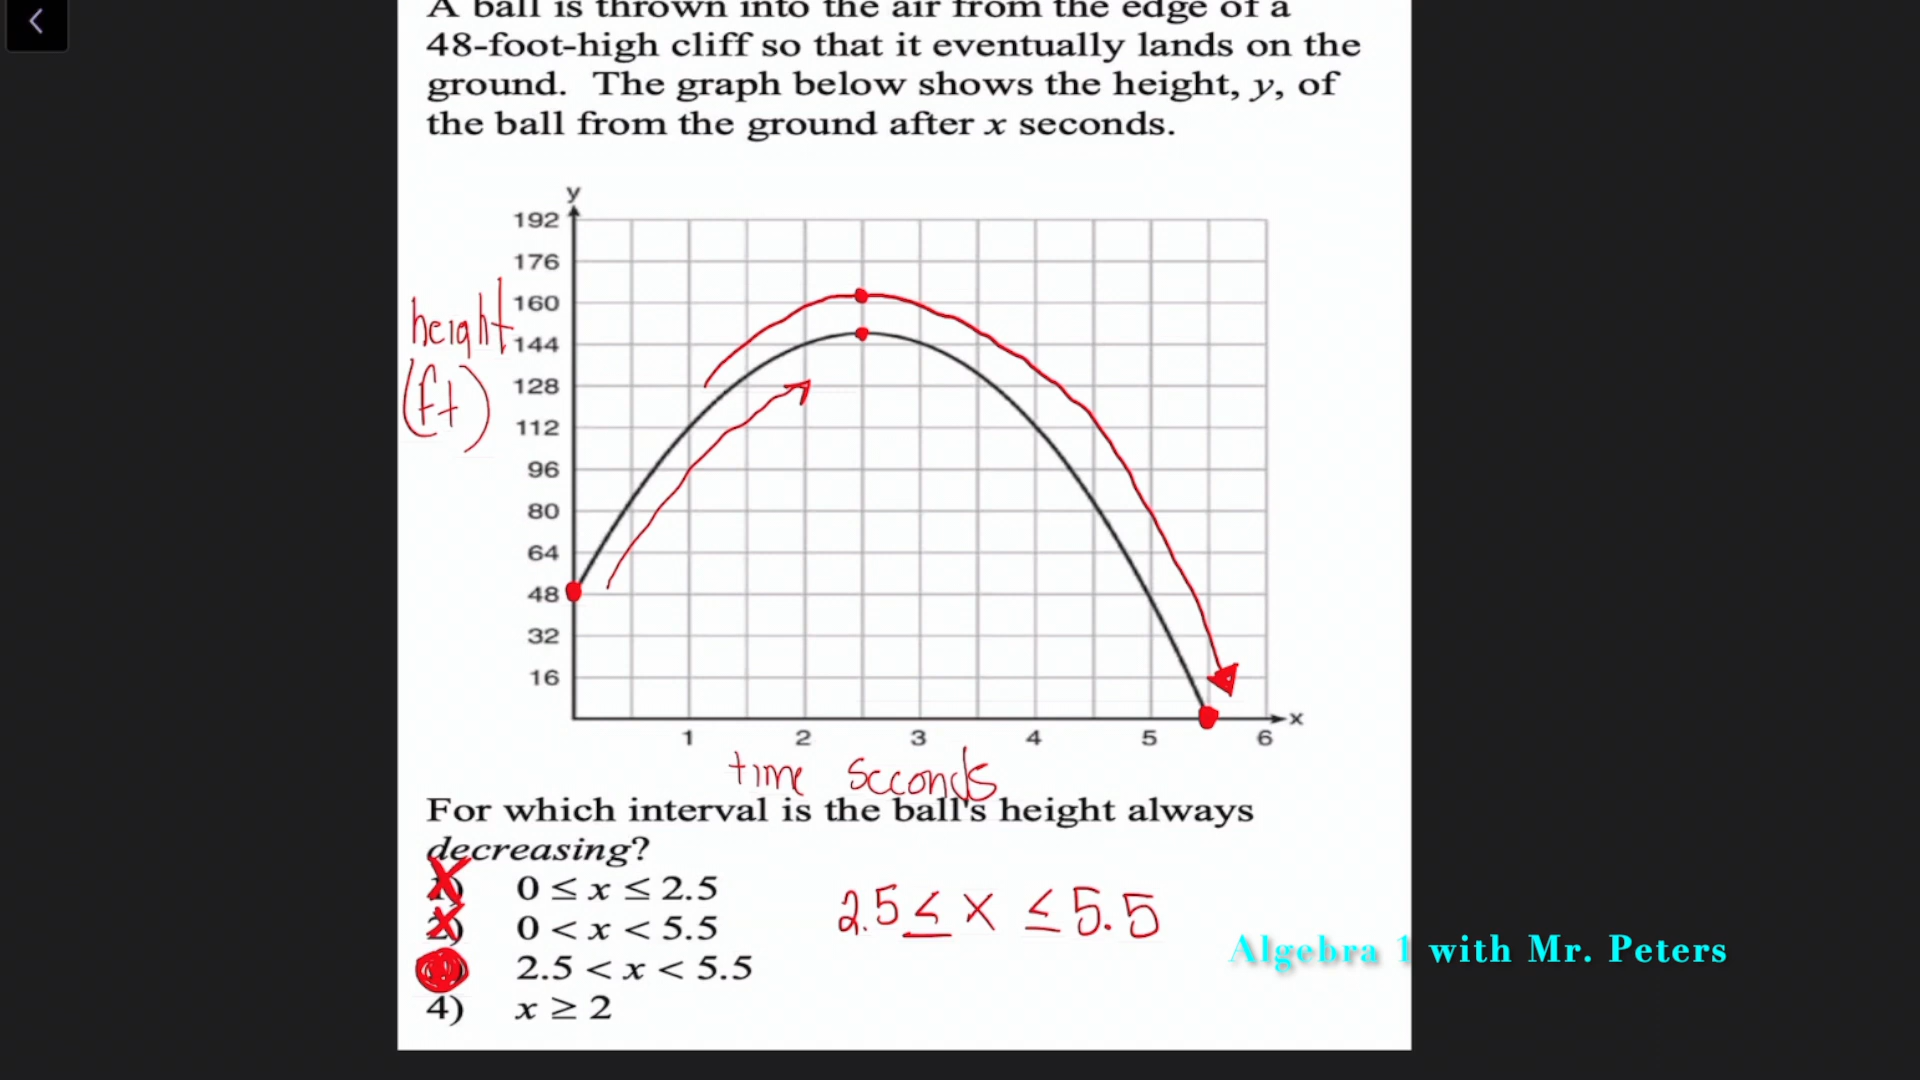 A ball is thrown into the air from the edge of a
48-foot-high cliff so that it eventually lands on the
ground. The graph below shows the height, y, of
the ball from the ground after x seconds.
y
192
176
160
144
128
112
96
80
64
48
32
16
height
(ft)
x
1 2 3 4 5 6
time seconds
For which interval is the ball's height always
decreasing?
1) 0 ≤ x ≤ 2.5
2) 0 < x < 5.5
2.5 < x < 5.5
4) x ≥ 2
2.5 ≤ x ≤ 5.5
Algebra 1 with Mr. Peters